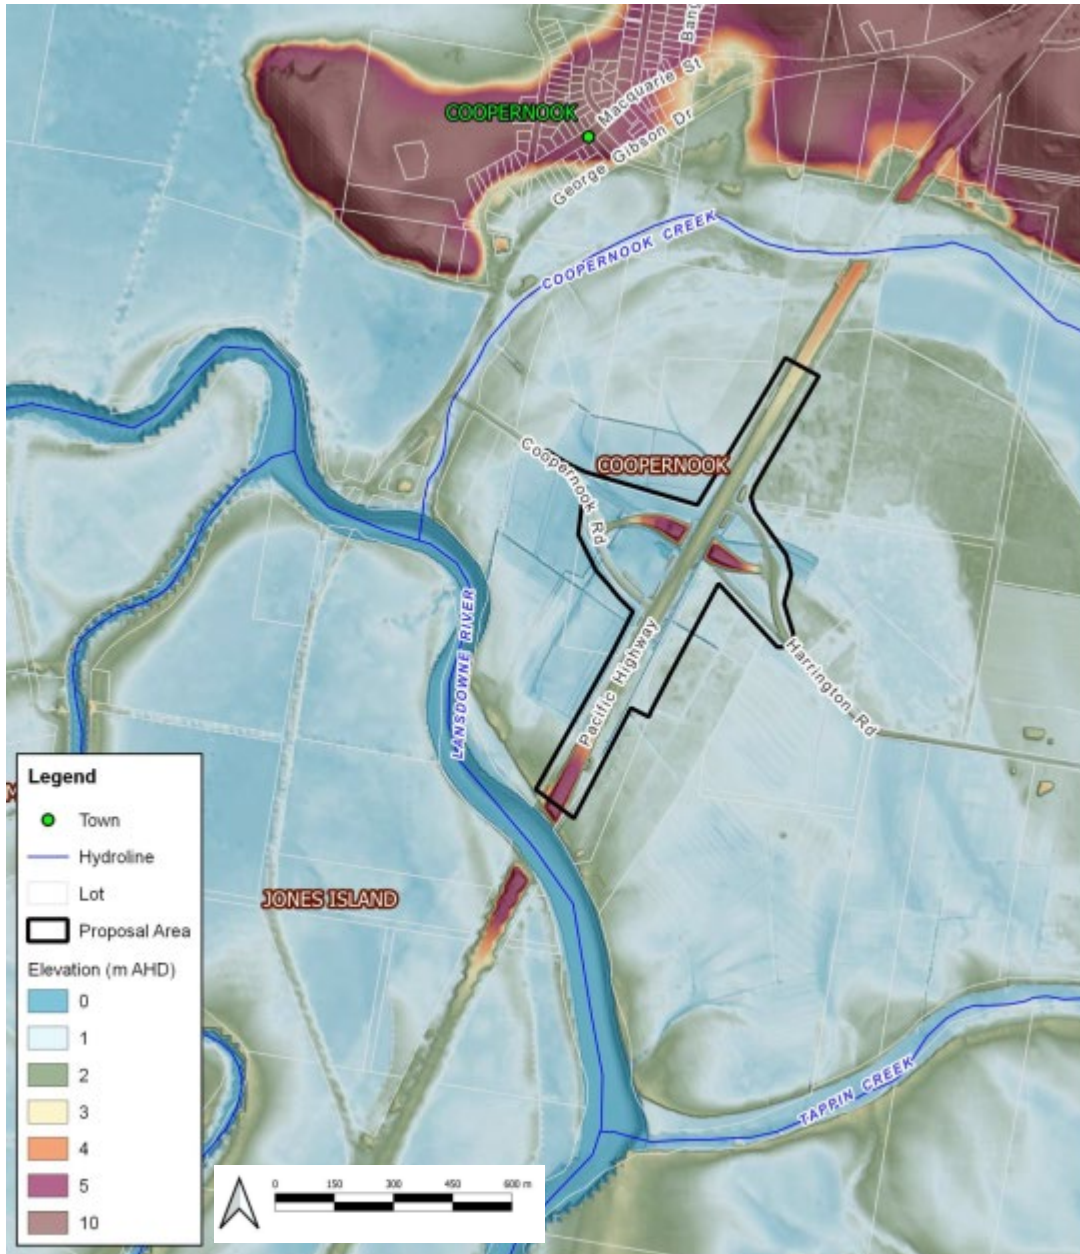 Bang
Macquarie St
COOPERNOOK
George Gibson Dr
COOPERNOOK CREEK
Coopernook Rd
COOPERNOOK
LANSDOWNE RIVER
Pacific Highway
Harrington Rd
JONES ISLAND
TAPPIN CREEK
M
Legend
Town
Hydroline
Lot
Proposal Area
Elevation (m AHD)
0
1
2
3
4
5
10
0 150 300 450 600 m